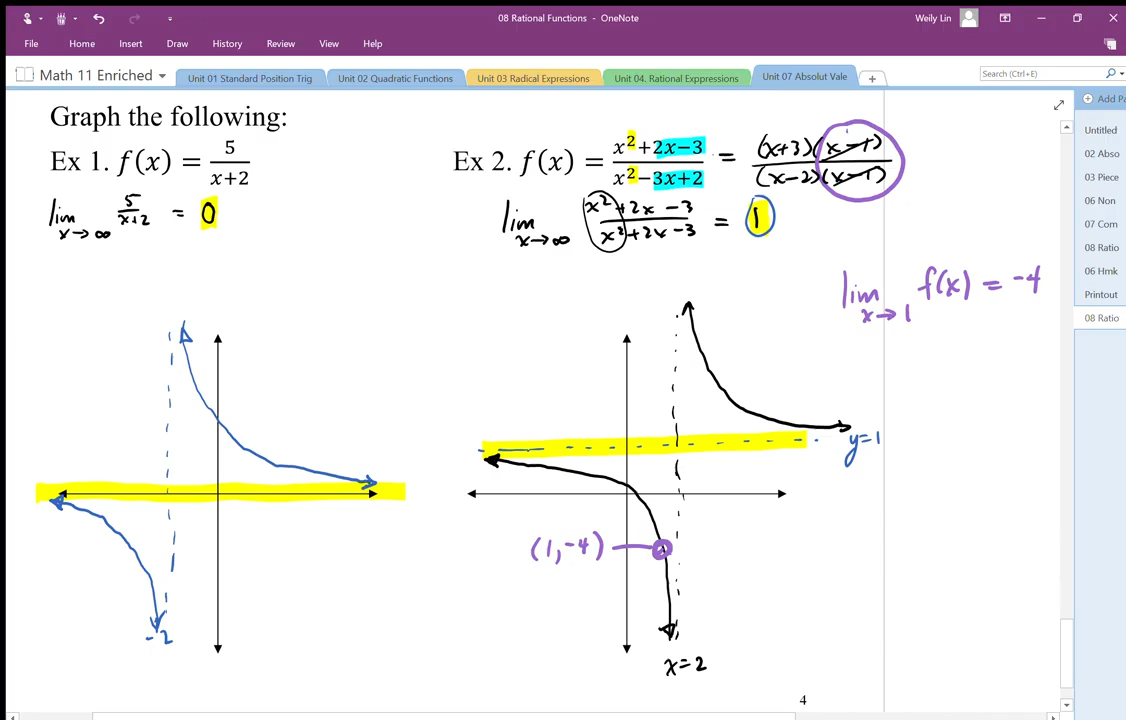 08 Rational Functions - OneNote
Weily Lin
File Home Insert Draw History Review View Help
Math 11 Enriched
Unit 01 Standard Position Trig
Unit 02 Quadratic Functions
Unit 03 Radical Expressions
Unit 04. Rational Exppressions
Unit 07 Absolut Vale
Search (Ctrl+E)
Add Pa
Untitled
02 Abso
03 Piece
06 Non
07 Corn
08 Ratio
06 Hmk
Printout
08 Ratio
Graph the following:
Ex 1. f(x) = 5/(x+2)
lim x→∞ 5/(x+2) = 0
Ex 2. f(x) = (x²+2x−3)/(x²−3x+2) = (x+3)(x−1)/(x−2)(x−1)
lim x→∞ (x²+2x−3)/(x²+2x−3) = 1
lim x→1 f(x) = −4
y=1
(1,−4)
−2
x=2
4